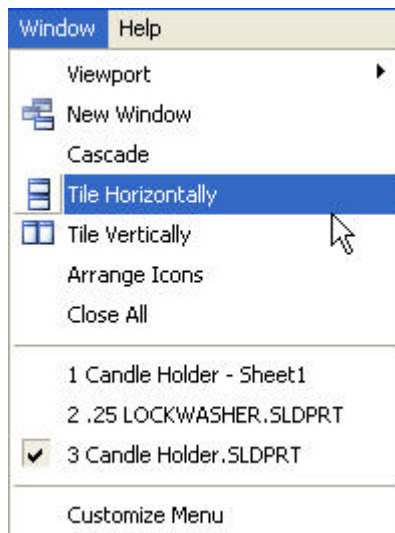 Window Help
Viewport
New Window
Cascade
Tile Horizontally
Tile Vertically
Arrange Icons
Close All
1 Candle Holder - Sheet1
2 .25 LOCKWASHER.SLDPRT
3 Candle Holder.SLDPRT
Customize Menu